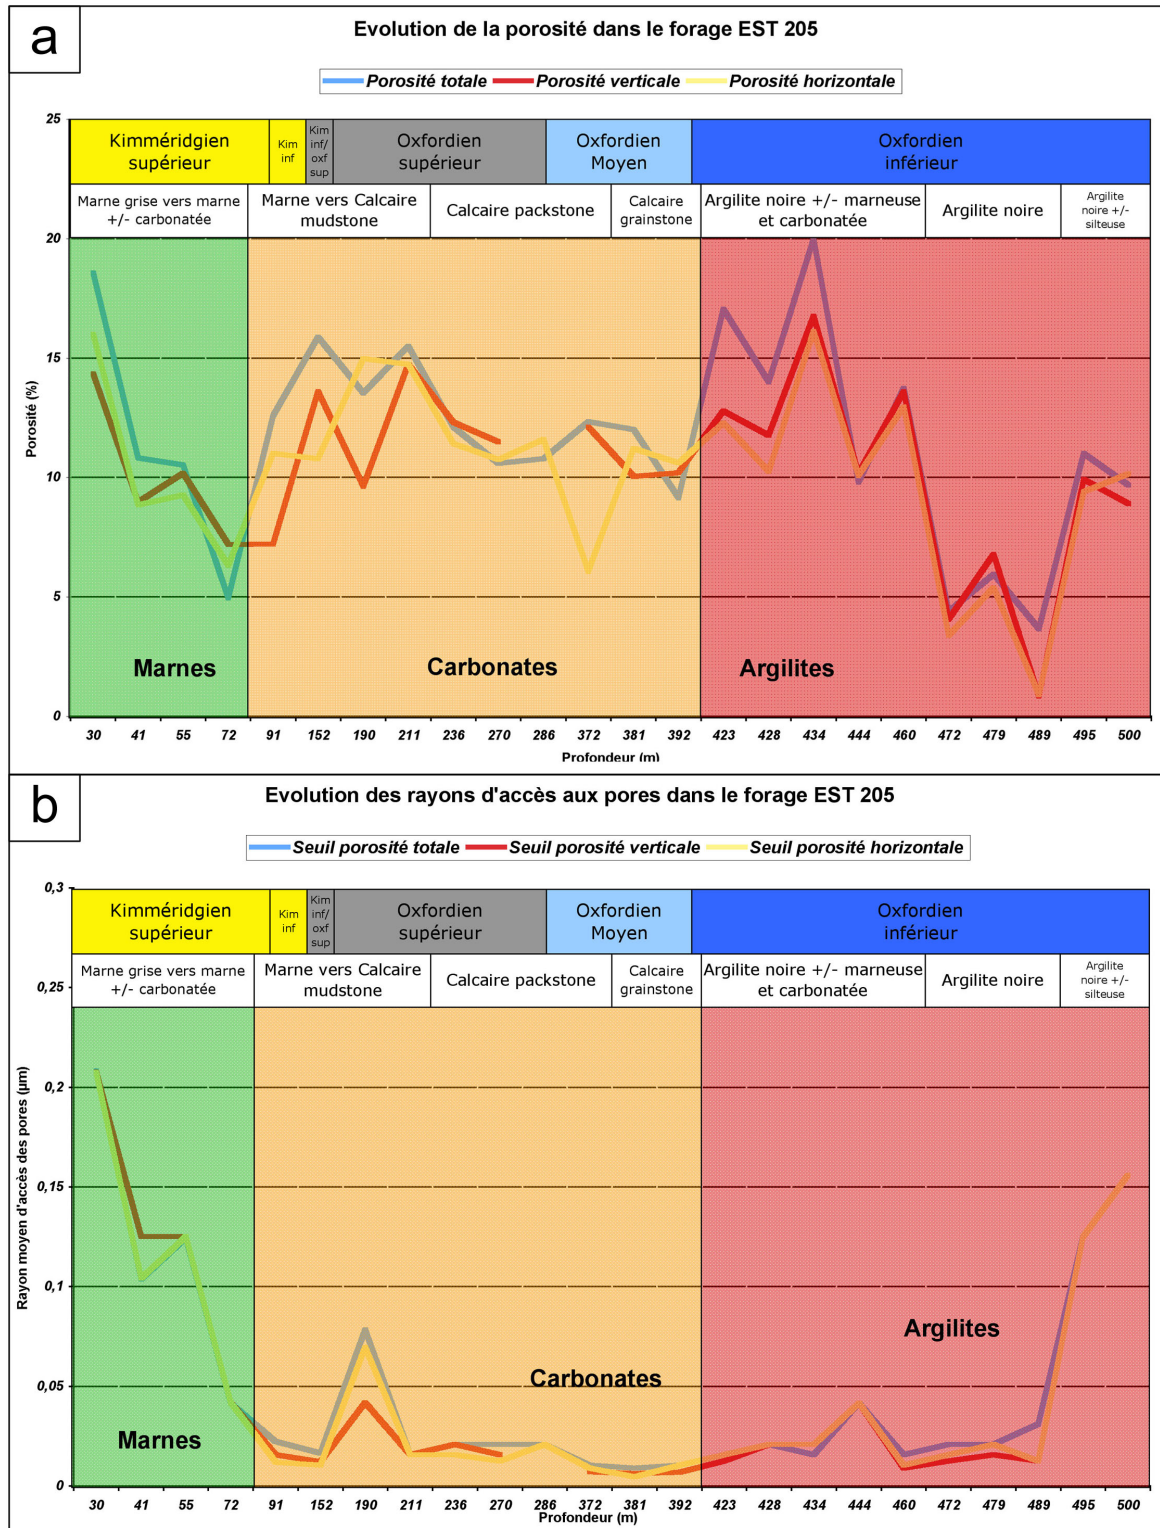 a
Evolution de la porosité dans le forage EST 205
Porosité totale Porosité verticale Porosité horizontale
25
20
15
10
5
0
Porosité (%)
Kimméridgien
supérieur
Kim
inf
Kim
inf/
oxf
sup
Oxfordien
supérieur
Oxfordien
Moyen
Oxfordien
inférieur
Marne grise vers marne
+/- carbonatée
Marne vers Calcaire
mudstone
Calcaire packstone
Calcaire
grainstone
Argilite noire +/- marneuse
et carbonatée
Argilite noire
Argilite
noire +/-
silteuse
Marnes
Carbonates
Argilites
30 41 55 72 91 152 190 211 236 270 286 372 381 392 423 428 434 444 460 472 479 489 495 500
Profondeur (m)
b
Evolution des rayons d'accès aux pores dans le forage EST 205
Seuil porosité totale Seuil porosité verticale Seuil porosité horizontale
0,3
0,25
0,2
0,15
0,1
0,05
0
Rayon moyen d'accès des pores (µm)
Kimméridgien
supérieur
Kim
inf
Kim
inf/
oxf
sup
Oxfordien
supérieur
Oxfordien
Moyen
Oxfordien
inférieur
Marne grise vers marne
+/- carbonatée
Marne vers Calcaire
mudstone
Calcaire packstone
Calcaire
grainstone
Argilite noire +/- marneuse
et carbonatée
Argilite noire
Argilite
noire +/-
silteuse
Argilites
Carbonates
Marnes
30 41 55 72 91 152 190 211 236 270 286 372 381 392 423 428 434 444 460 472 479 489 495 500
Profondeur (m)